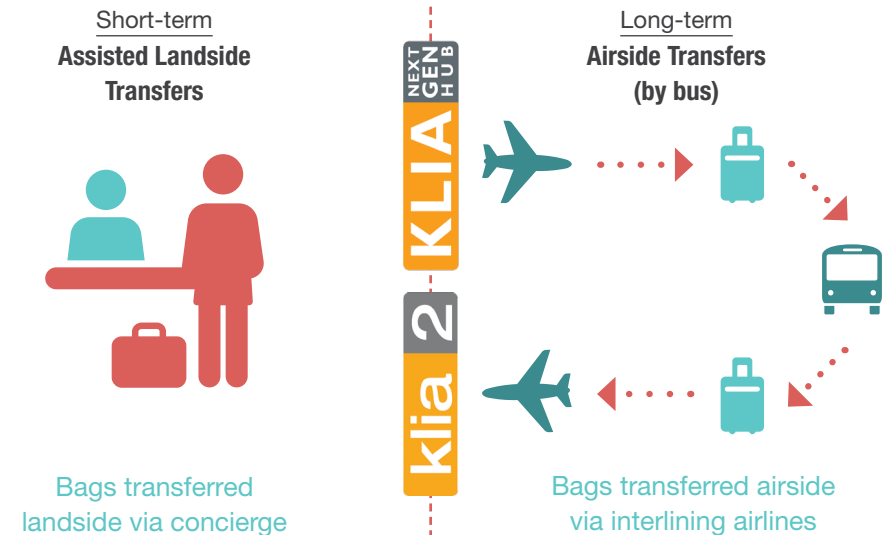 Short-term
Assisted Landside
Transfers
Bags transferred
landside via concierge
NEXT
GEN
HUB
KLIA
klia 2
Long-term
Airside Transfers
(by bus)
Bags transferred airside
via interlining airlines